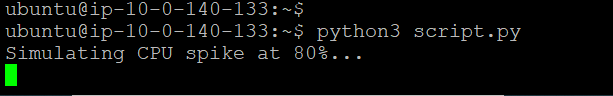 ubuntu@ip-10-0-140-133:~$
ubuntu@ip-10-0-140-133:~$ python3 script.py
Simulating CPU spike at 80%...